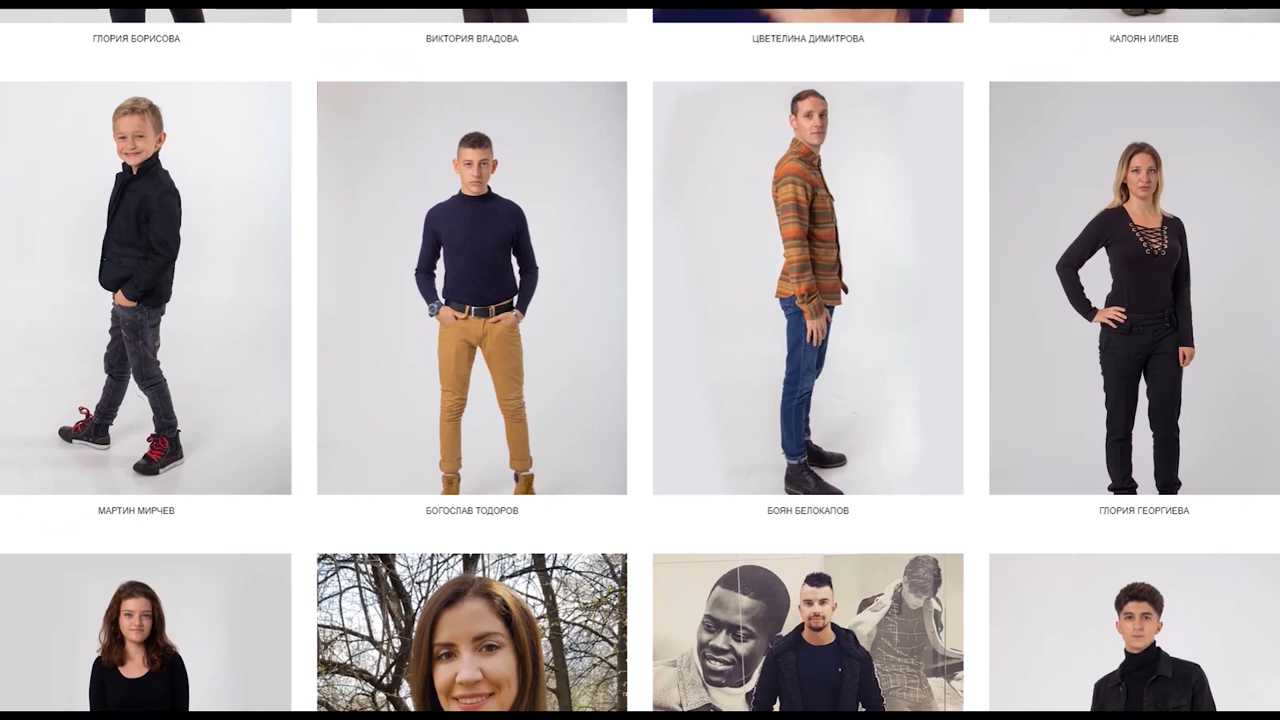 ГЛОРИЯ БОРИСОВА
ВИКТОРИЯ ВЛАДОВА
ЦВЕТЕЛИНА ДИМИТРОВА
КАЛОЯН ИЛИЕВ
МАРТИН МИРЧЕВ
БОГОСЛАВ ТОДОРОВ
БОЯН БЕЛОКАПОВ
ГЛОРИЯ ГЕОРГИЕВА